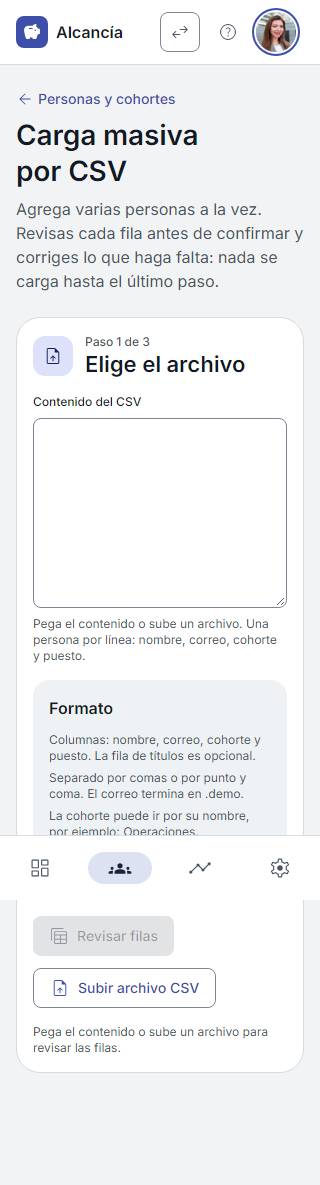 Alcancía
Personas y cohortes
Carga masiva
por CSV
Agrega varias personas a la vez.
Revisas cada fila antes de confirmar y
corriges lo que haga falta: nada se
carga hasta el último paso.
Paso 1 de 3
Elige el archivo
Contenido del CSV
Pega el contenido o sube un archivo. Una
persona por línea: nombre, correo, cohorte
y puesto.
Formato
Columnas: nombre, correo, cohorte y
puesto. La fila de títulos es opcional.
Separado por comas o por punto y
coma. El correo termina en .demo.
La cohorte puede ir por su nombre,
por ejemplo: Operaciones.
Revisar filas
Subir archivo CSV
Pega el contenido o sube un archivo para
revisar las filas.